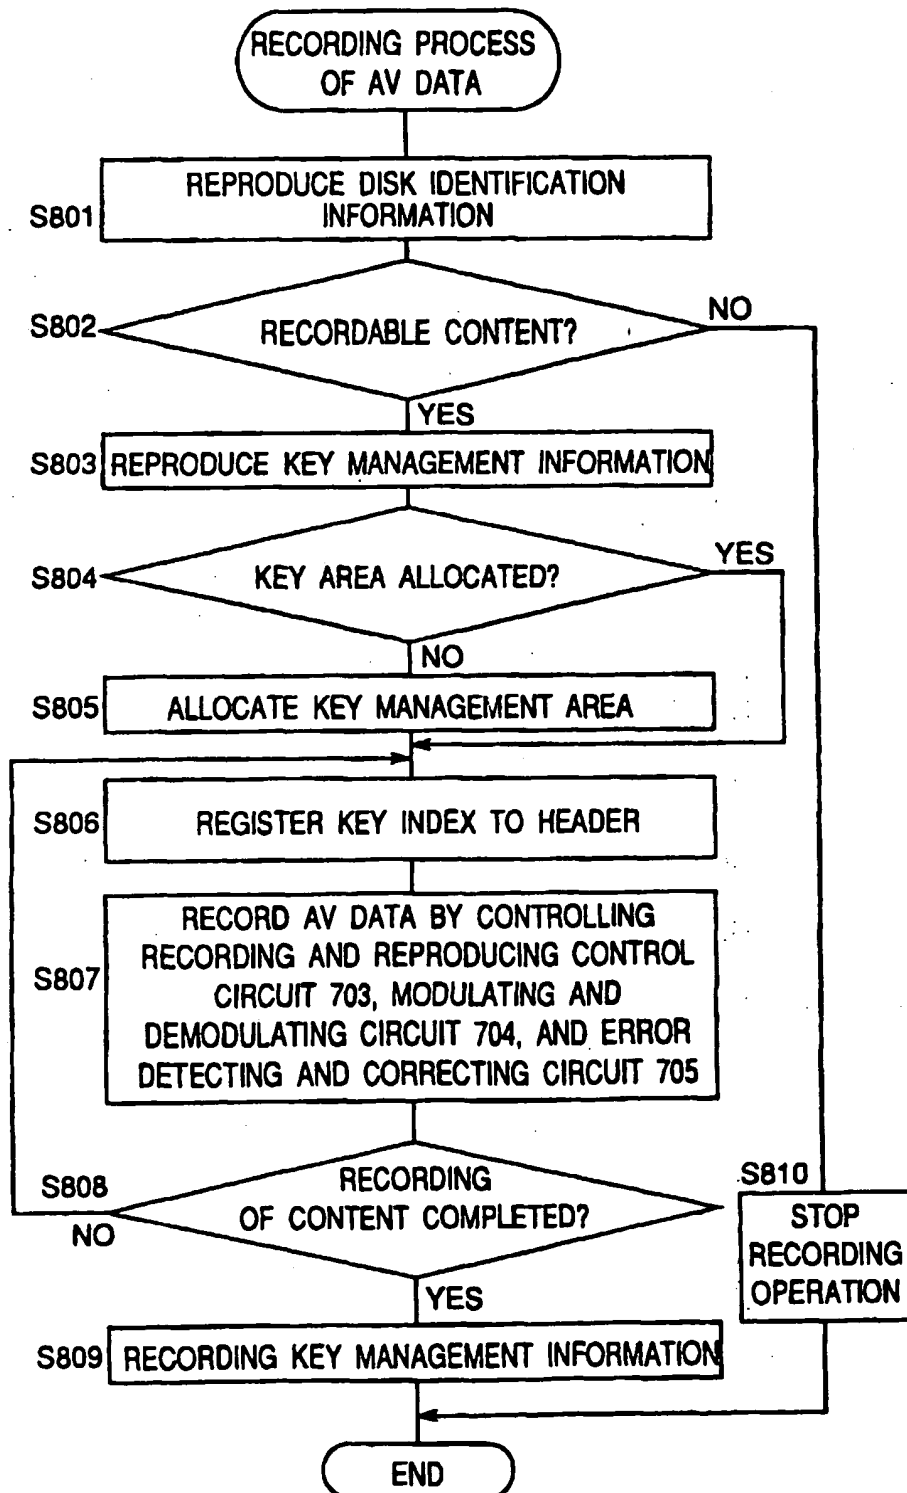 RECORDING PROCESS
OF AV DATA
REPRODUCE DISK IDENTIFICATION
INFORMATION
S801
S802
RECORDABLE CONTENT?
NO
YES
S803
REPRODUCE KEY MANAGEMENT INFORMATION
S804
KEY AREA ALLOCATED?
YES
NO
S805
ALLOCATE KEY MANAGEMENT AREA
S806
REGISTER KEY INDEX TO HEADER
S807
RECORD AV DATA BY CONTROLLING
RECORDING AND REPRODUCING CONTROL
CIRCUIT 703, MODULATING AND
DEMODULATING CIRCUIT 704, AND ERROR
DETECTING AND CORRECTING CIRCUIT 705
S808
RECORDING
OF CONTENT COMPLETED?
NO
YES
S810
STOP
RECORDING
OPERATION
S809
RECORDING KEY MANAGEMENT INFORMATION
END